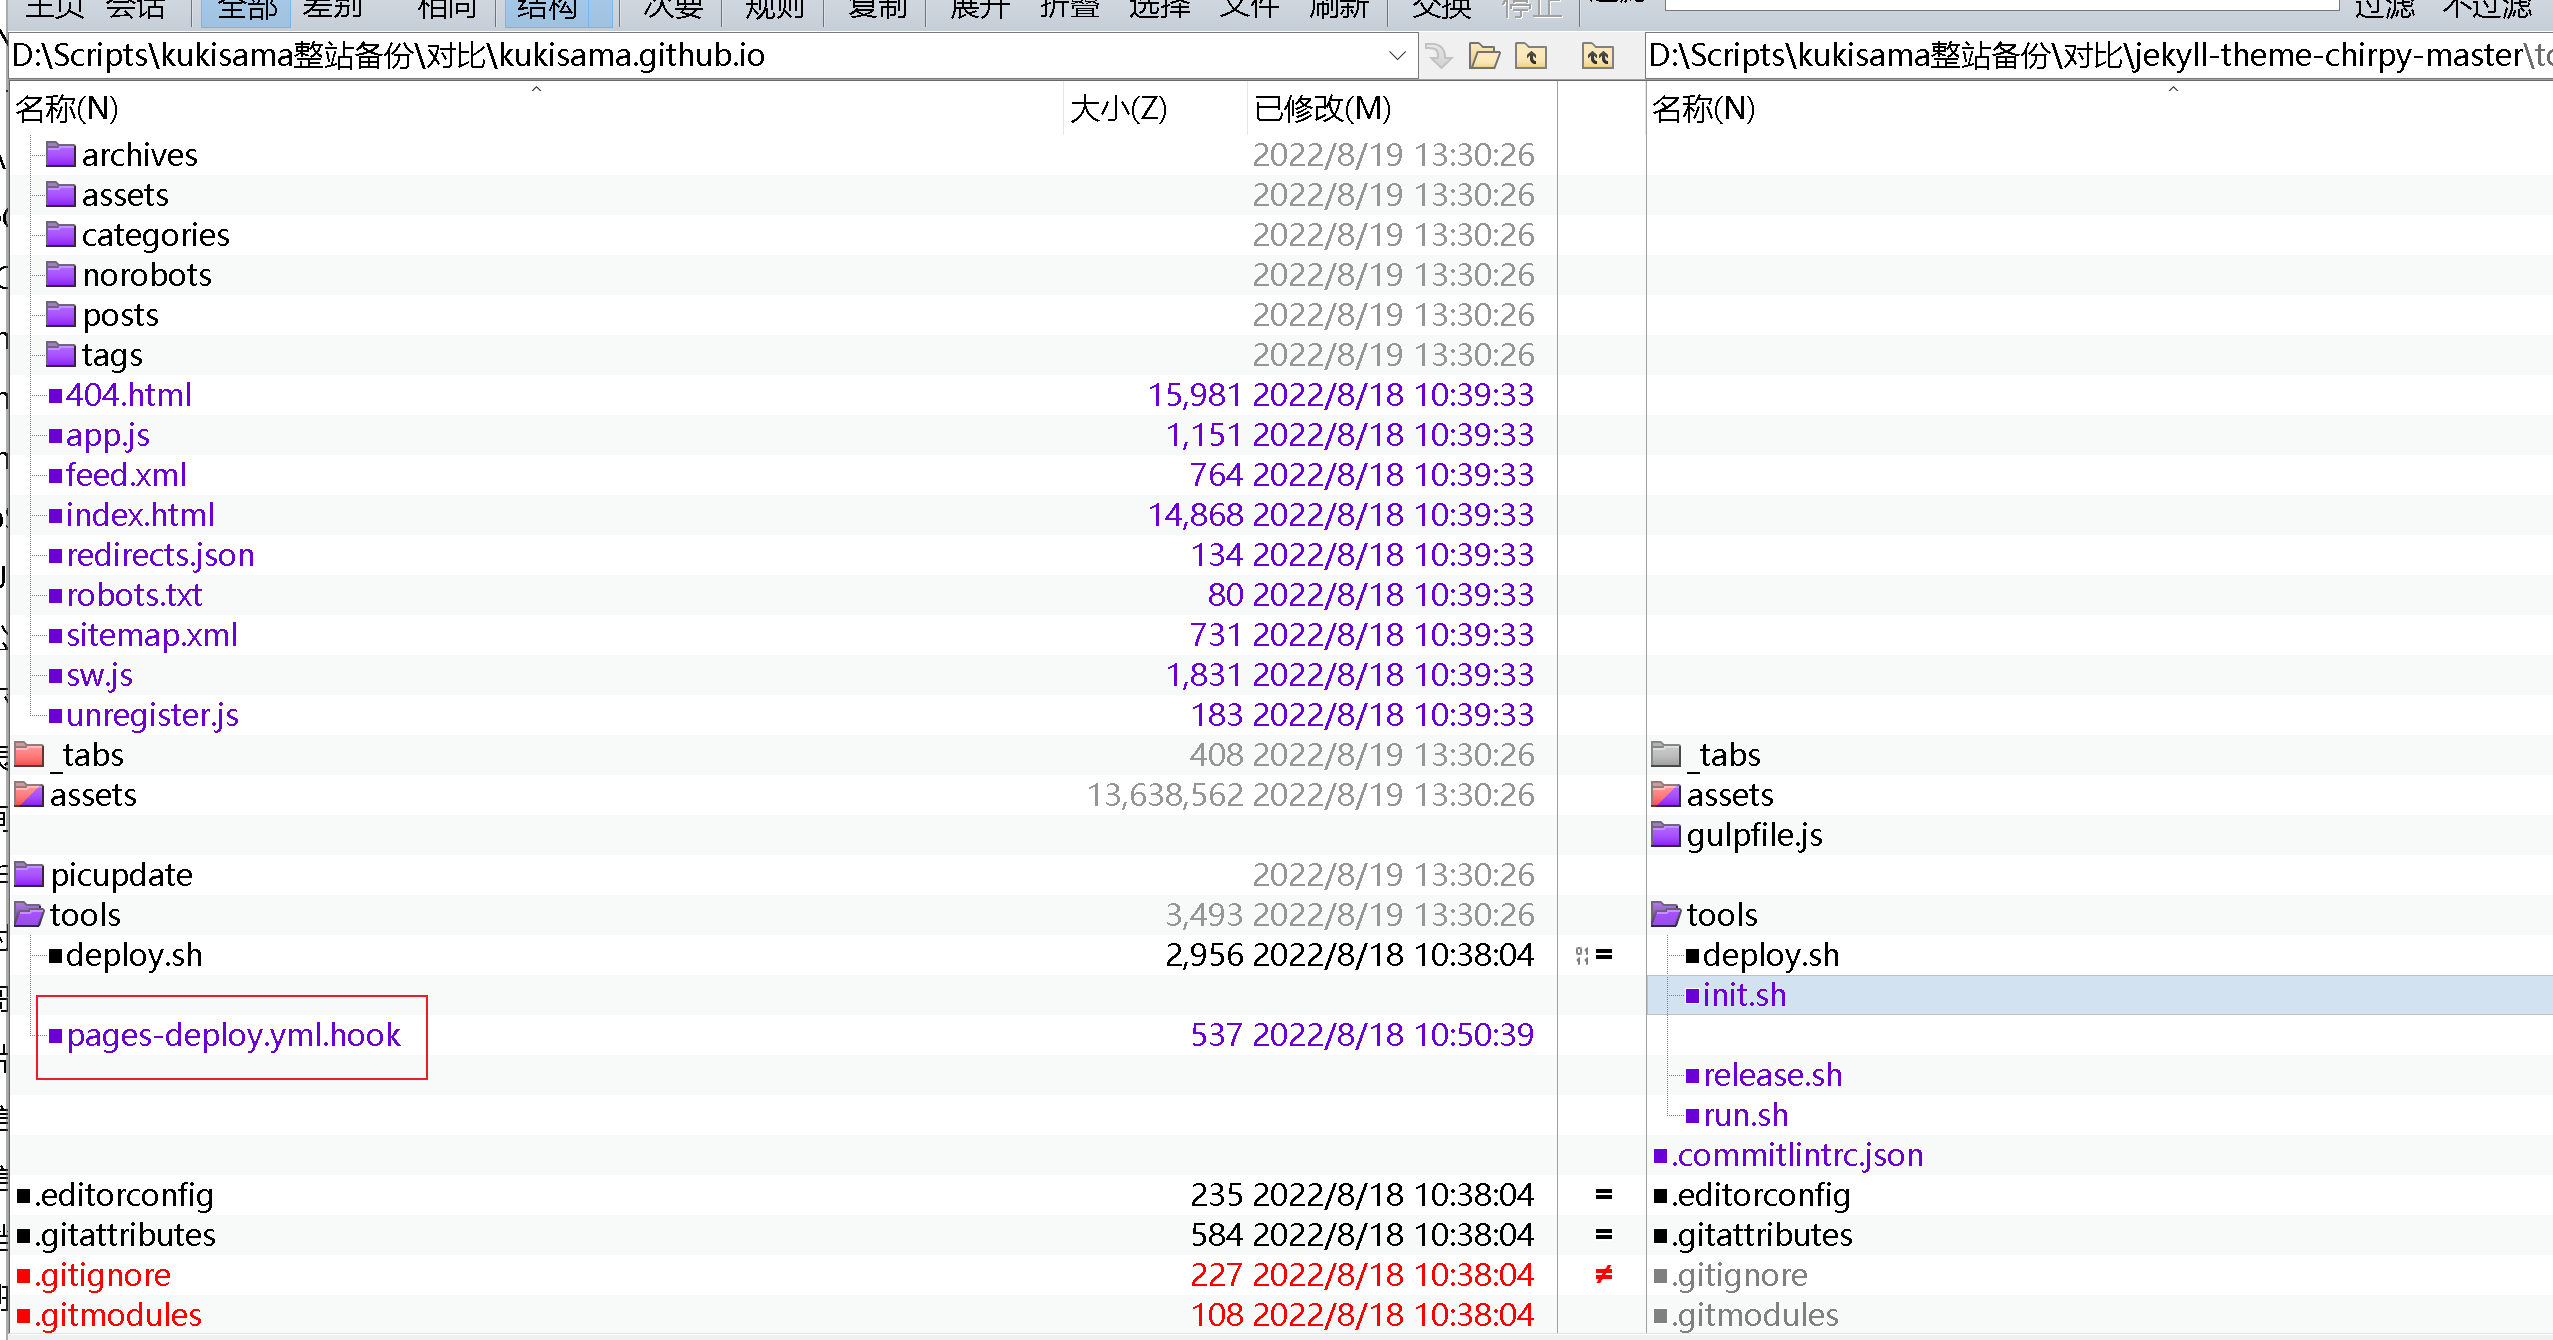 主页 会话 全部 差别 相同 结构 次要 规则 复制 展开 折叠 选择 文件 刷新 交换 停止 过滤 不过滤
D:\Scripts\kukisama整站备份\对比\kukisama.github.io D:\Scripts\kukisama整站备份\对比\jekyll-theme-chirpy-master\to
名称(N) 大小(Z) 已修改(M) 名称(N)
archives 2022/8/19 13:30:26
assets 2022/8/19 13:30:26
categories 2022/8/19 13:30:26
norobots 2022/8/19 13:30:26
posts 2022/8/19 13:30:26
tags 2022/8/19 13:30:26
404.html 15,981 2022/8/18 10:39:33
app.js 1,151 2022/8/18 10:39:33
feed.xml 764 2022/8/18 10:39:33
index.html 14,868 2022/8/18 10:39:33
redirects.json 134 2022/8/18 10:39:33
robots.txt 80 2022/8/18 10:39:33
sitemap.xml 731 2022/8/18 10:39:33
sw.js 1,831 2022/8/18 10:39:33
unregister.js 183 2022/8/18 10:39:33
_tabs 408 2022/8/19 13:30:26 _tabs
assets 13,638,562 2022/8/19 13:30:26 assets
gulpfile.js
picupdate 2022/8/19 13:30:26
tools 3,493 2022/8/19 13:30:26 tools
deploy.sh 2,956 2022/8/18 10:38:04 = deploy.sh
init.sh
pages-deploy.yml.hook 537 2022/8/18 10:50:39
release.sh
run.sh
.commitlintrc.json
.editorconfig 235 2022/8/18 10:38:04 = .editorconfig
.gitattributes 584 2022/8/18 10:38:04 = .gitattributes
.gitignore 227 2022/8/18 10:38:04 ≠ .gitignore
.gitmodules 108 2022/8/18 10:38:04 .gitmodules